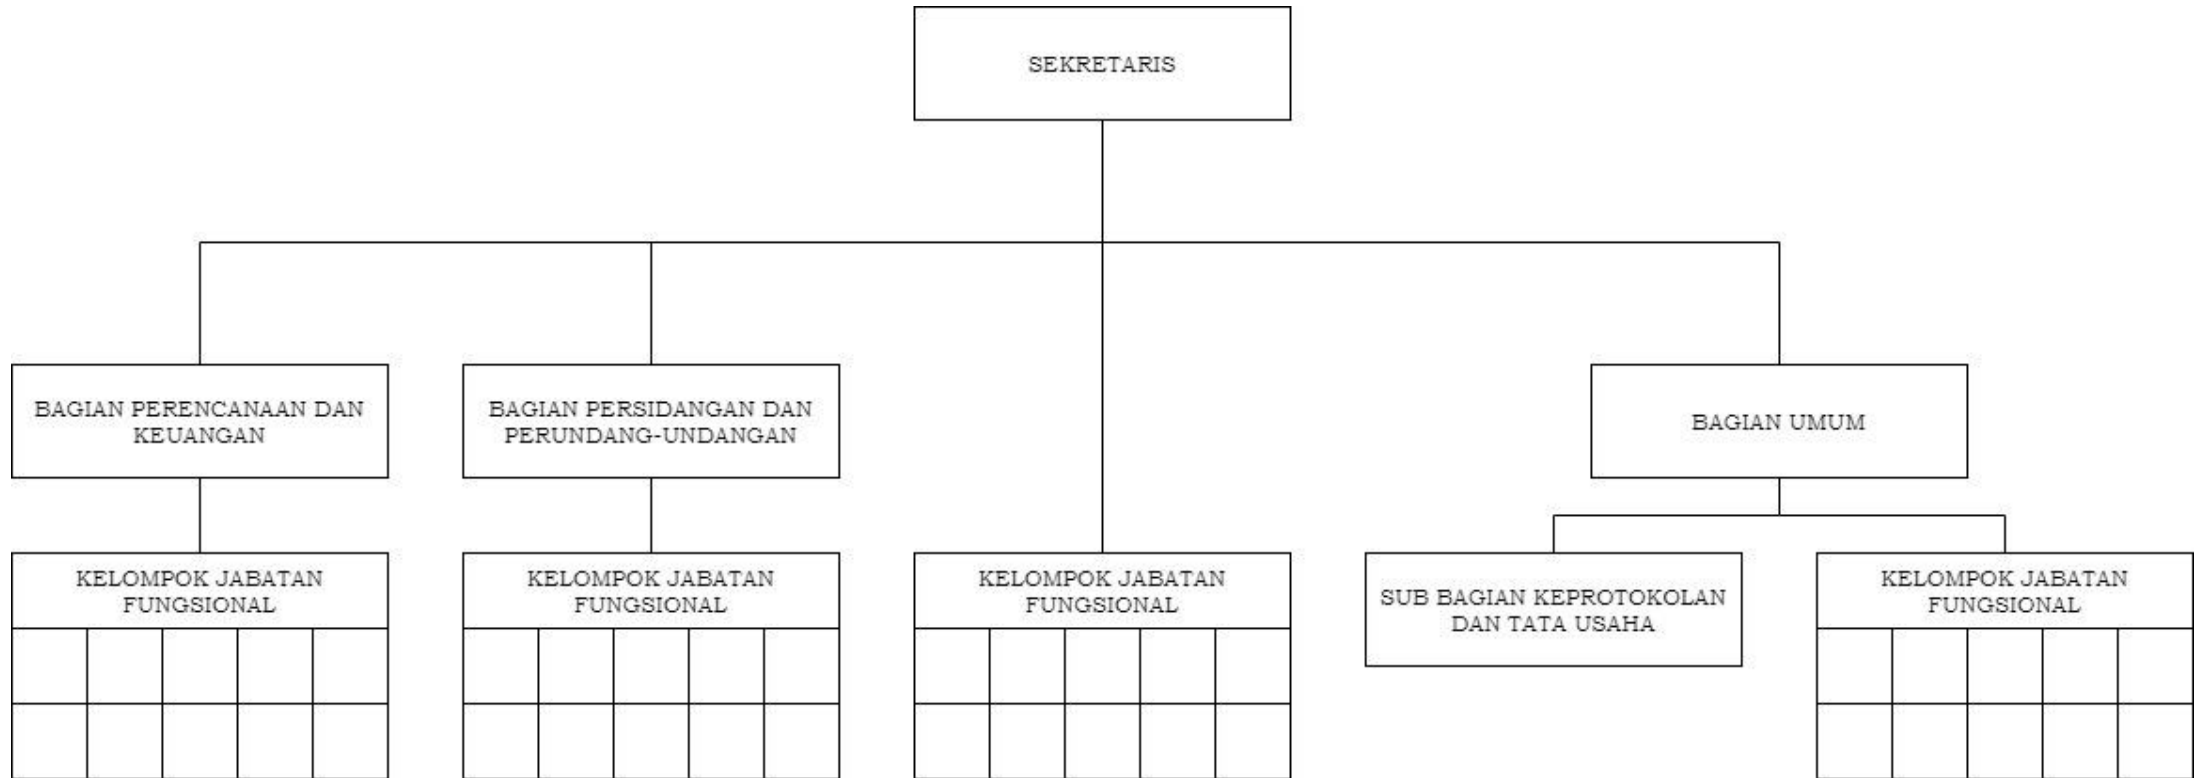 SEKRETARIS
BAGIAN PERENCANAAN DAN
KEUANGAN
BAGIAN PERSIDANGAN DAN
PERUNDANG-UNDANGAN
BAGIAN UMUM
KELOMPOK JABATAN
FUNGSIONAL
KELOMPOK JABATAN
FUNGSIONAL
KELOMPOK JABATAN
FUNGSIONAL
SUB BAGIAN KEPROTOKOLAN
DAN TATA USAHA
KELOMPOK JABATAN
FUNGSIONAL